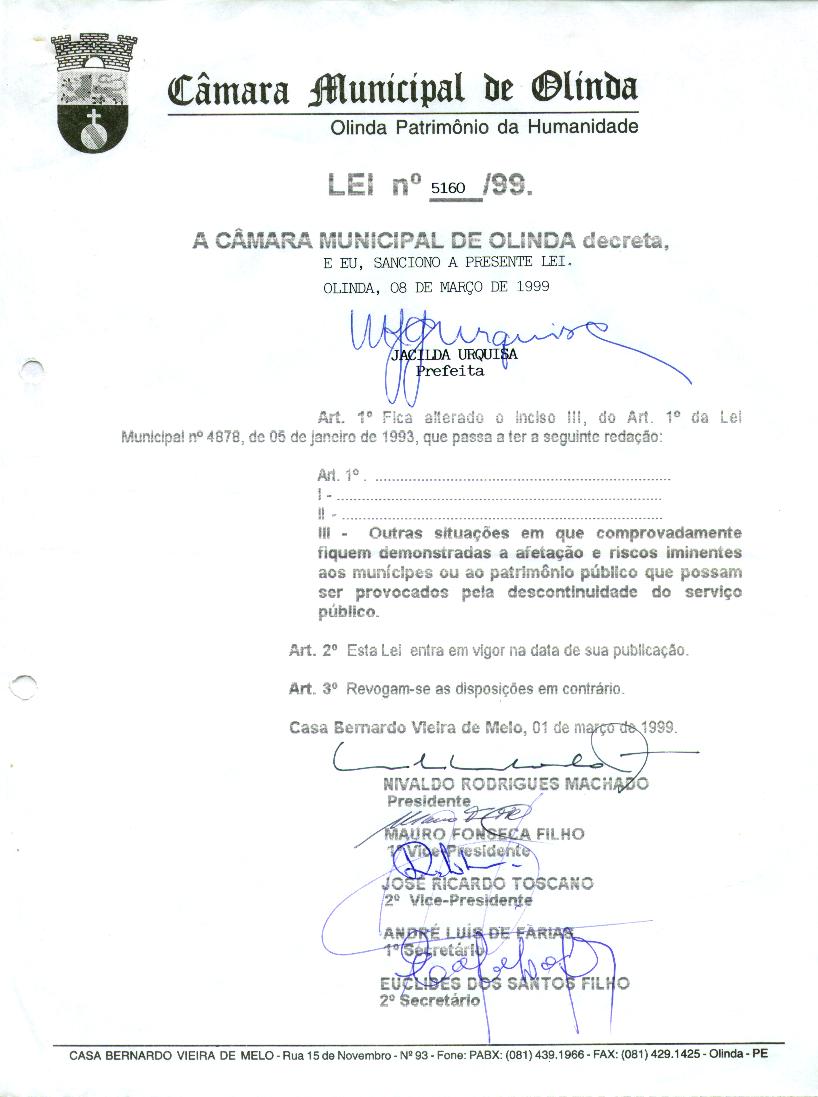 Câmara Municipal de Olinda
Olinda Patrimônio da Humanidade
LEI nº 5160 /99.
A CÂMARA MUNICIPAL DE OLINDA decreta,
E EU, SANCIONO A PRESENTE LEI.
OLINDA, 08 DE MARÇO DE 1999
JACILDA URQUISA
Prefeita
Art. 1º Fica alterado o inciso III, do Art. 1º da Lei
Municipal nº 4878, de 05 de janeiro de 1993, que passa a ter a seguinte redação:
Art. 1º . ..........................................................................
I - .................................................................................
II - ................................................................................
III - Outras situações em que comprovadamente
fiquem demonstradas a afetação e riscos iminentes
aos munícipes ou ao patrimônio público que possam
ser provocados pela descontinuidade do serviço
público.
Art. 2º Esta Lei entra em vigor na data de sua publicação.
Art. 3º Revogam-se as disposições em contrário.
Casa Bernardo Vieira de Melo, 01 de março de 1999.
NIVALDO RODRIGUES MACHADO
Presidente
MAURO FONSECA FILHO
1º Vice-Presidente
JOSÉ RICARDO TOSCANO
2º Vice-Presidente
ANDRÉ LUÍS DE FARIAS
1º Secretário
EUCLIDES DOS SANTOS FILHO
2º Secretário
CASA BERNARDO VIEIRA DE MELO - Rua 15 de Novembro - Nº 93 - Fone: PABX: (081) 439.1966 - FAX: (081) 429.1425 - Olinda - PE